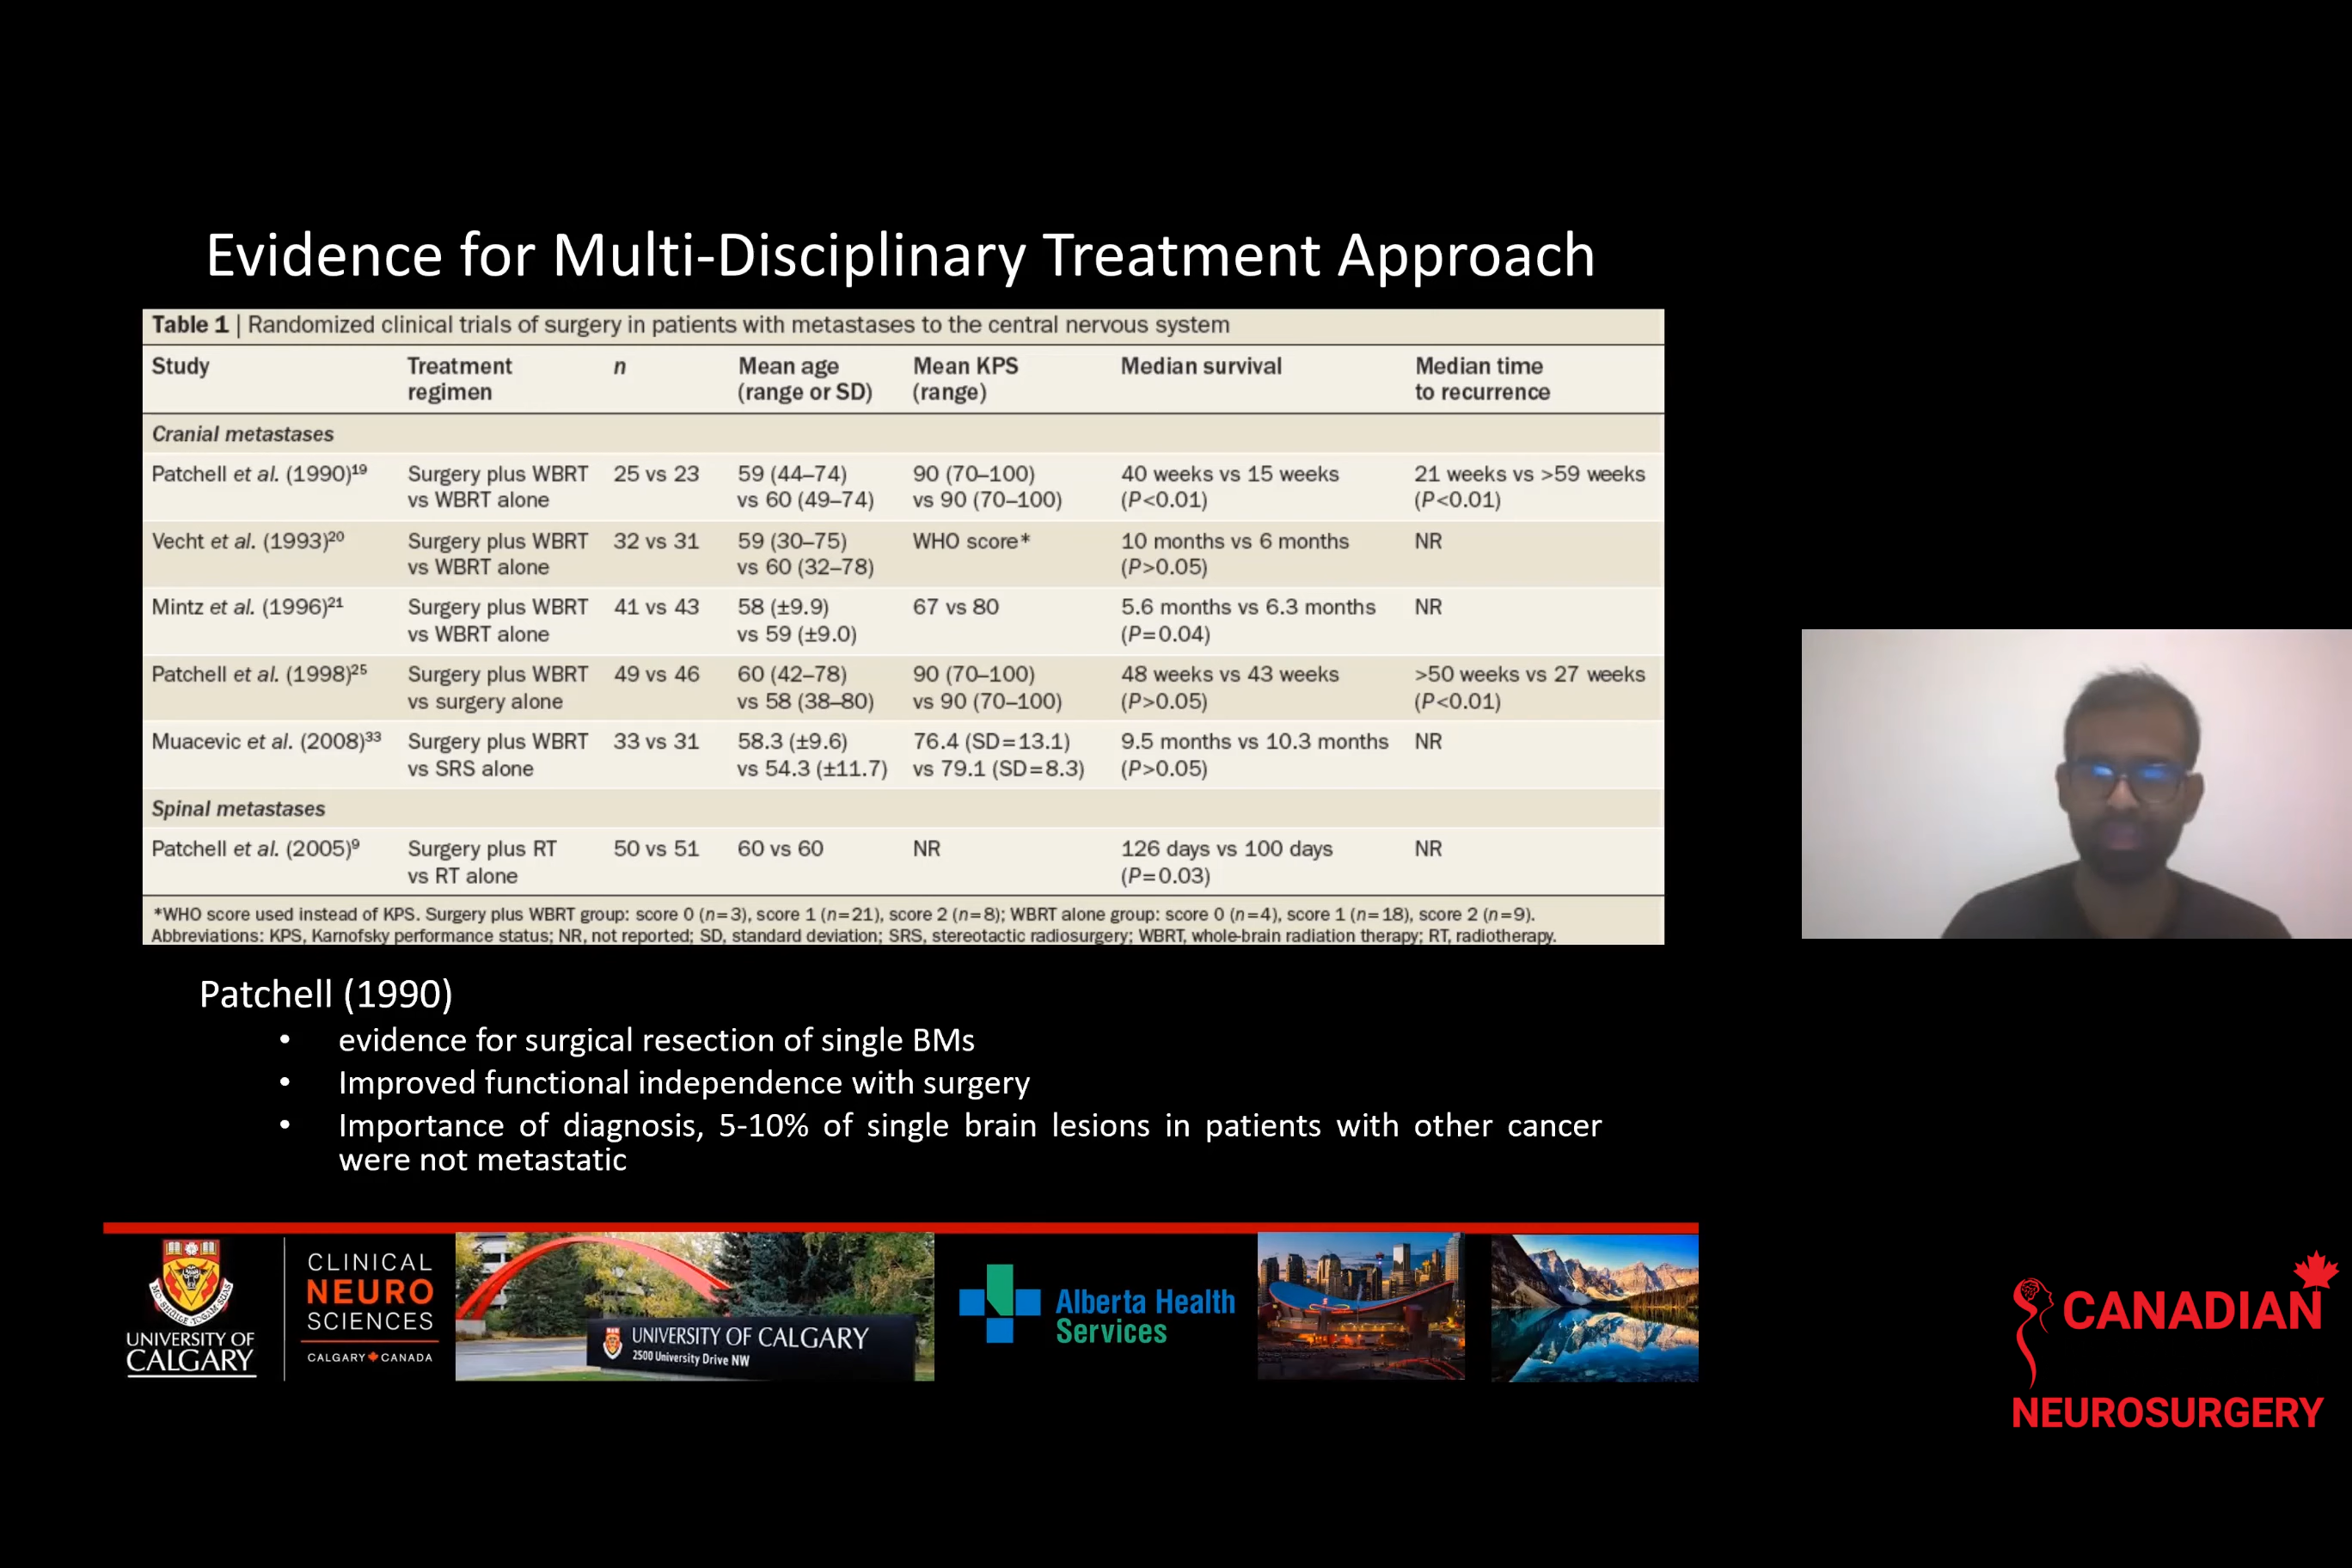 Evidence for Multi-Disciplinary Treatment Approach
Table 1 | Randomized clinical trials of surgery in patients with metastases to the central nervous system
Study Treatment regimen n Mean age (range or SD) Mean KPS (range) Median survival Median time to recurrence
Cranial metastases
Patchell et al. (1990)19 Surgery plus WBRT vs WBRT alone 25 vs 23 59 (44–74) vs 60 (49–74) 90 (70–100) vs 90 (70–100) 40 weeks vs 15 weeks (P<0.01) 21 weeks vs >59 weeks (P<0.01)
Vecht et al. (1993)20 Surgery plus WBRT vs WBRT alone 32 vs 31 59 (30–75) vs 60 (32–78) WHO score* 10 months vs 6 months (P>0.05) NR
Mintz et al. (1996)21 Surgery plus WBRT vs WBRT alone 41 vs 43 58 (±9.9) vs 59 (±9.0) 67 vs 80 5.6 months vs 6.3 months (P=0.04) NR
Patchell et al. (1998)25 Surgery plus WBRT vs surgery alone 49 vs 46 60 (42–78) vs 58 (38–80) 90 (70–100) vs 90 (70–100) 48 weeks vs 43 weeks (P>0.05) >50 weeks vs 27 weeks (P<0.01)
Muacevic et al. (2008)33 Surgery plus WBRT vs SRS alone 33 vs 31 58.3 (±9.6) vs 54.3 (±11.7) 76.4 (SD=13.1) vs 79.1 (SD=8.3) 9.5 months vs 10.3 months (P>0.05) NR
Spinal metastases
Patchell et al. (2005)9 Surgery plus RT vs RT alone 50 vs 51 60 vs 60 NR 126 days vs 100 days (P=0.03) NR
*WHO score used instead of KPS. Surgery plus WBRT group: score 0 (n=3), score 1 (n=21), score 2 (n=8); WBRT alone group: score 0 (n=4), score 1 (n=18), score 2 (n=9).
Abbreviations: KPS, Karnofsky performance status; NR, not reported; SD, standard deviation; SRS, stereotactic radiosurgery; WBRT, whole-brain radiation therapy; RT, radiotherapy.
Patchell (1990)
• evidence for surgical resection of single BMs
• Improved functional independence with surgery
• Importance of diagnosis, 5-10% of single brain lesions in patients with other cancer
were not metastatic
UNIVERSITY OF
CALGARY
CLINICAL
NEURO
SCIENCES
CALGARY CANADA
UNIVERSITY OF CALGARY
2500 University Drive NW
Alberta Health
Services
CANADIAN
NEUROSURGERY